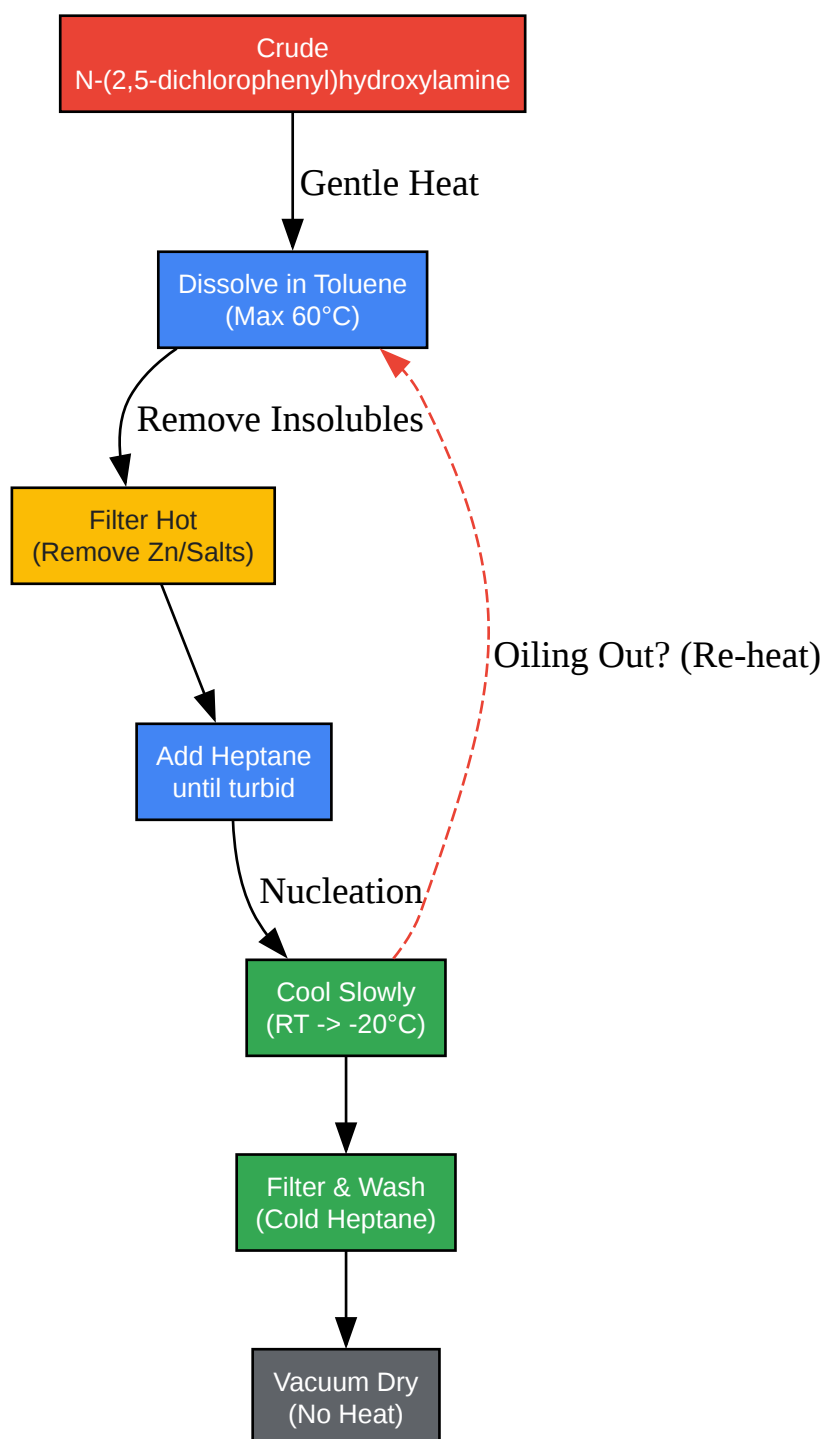 Crude
N-(2,5-dichlorophenyl)hydroxylamine
Gentle Heat
Dissolve in Toluene
(Max 60°C)
Remove Insolubles
Filter Hot
(Remove Zn/Salts)
Oiling Out? (Re-heat)
Add Heptane
until turbid
Nucleation
Cool Slowly
(RT -> -20°C)
Filter & Wash
(Cold Heptane)
Vacuum Dry
(No Heat)